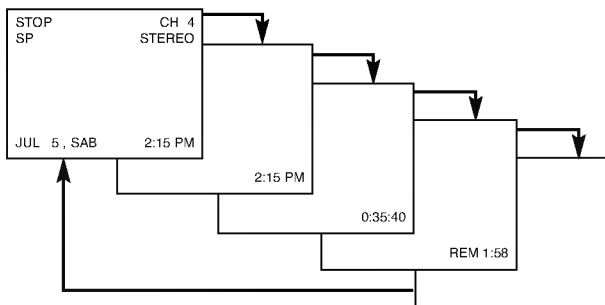 STOP CH 4
SP STEREO
JUL 5 , SAB 2:15 PM
2:15 PM
0:35:40
REM 1:58